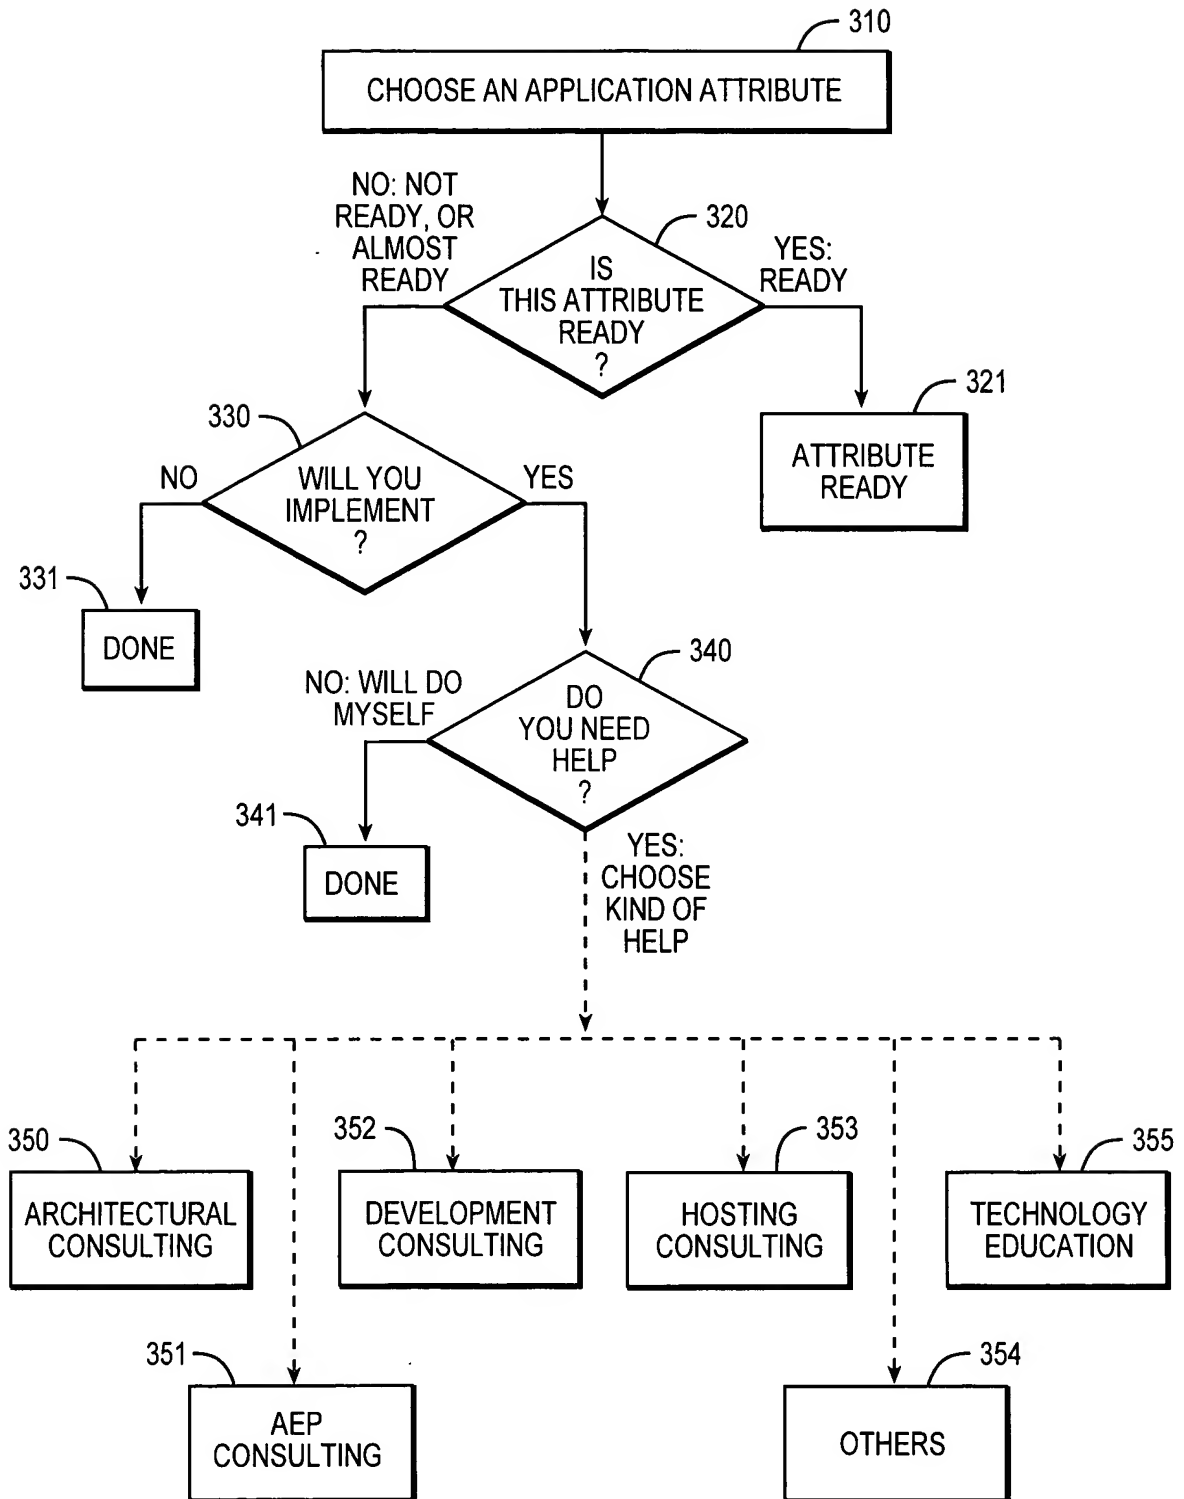 310
CHOOSE AN APPLICATION ATTRIBUTE
NO: NOT
READY, OR
ALMOST
READY
320
IS
THIS ATTRIBUTE
READY
?
YES:
READY
321
ATTRIBUTE
READY
330
NO
WILL YOU
IMPLEMENT
?
YES
331
DONE
340
NO: WILL DO
MYSELF
DO
YOU NEED
HELP
?
341
DONE
YES:
CHOOSE
KIND OF
HELP
350
ARCHITECTURAL
CONSULTING
352
DEVELOPMENT
CONSULTING
353
HOSTING
CONSULTING
355
TECHNOLOGY
EDUCATION
351
AEP
CONSULTING
354
OTHERS